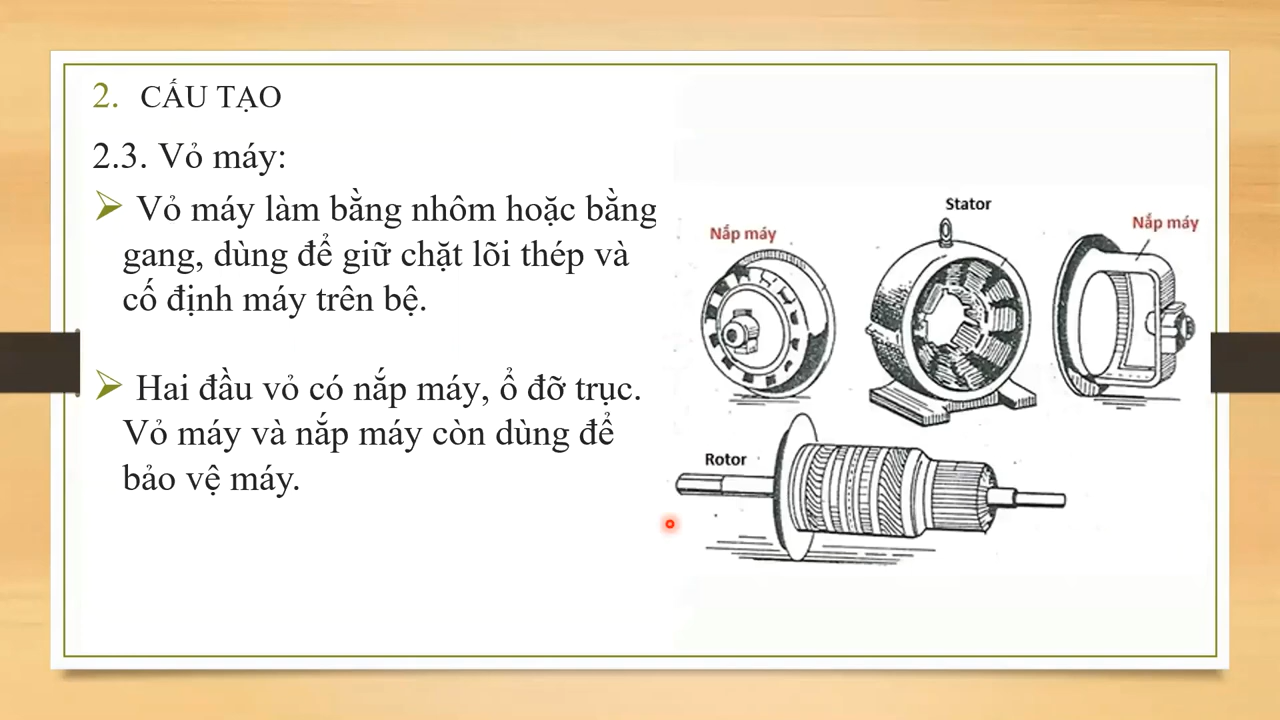 2. CẤU TẠO
2.3. Vỏ máy:
Vỏ máy làm bằng nhôm hoặc bằng
gang, dùng để giữ chặt lõi thép và
cố định máy trên bệ.
Hai đầu vỏ có nắp máy, ổ đỡ trục.
Vỏ máy và nắp máy còn dùng để
bảo vệ máy.
Stator
Nắp máy
Nắp máy
Rotor